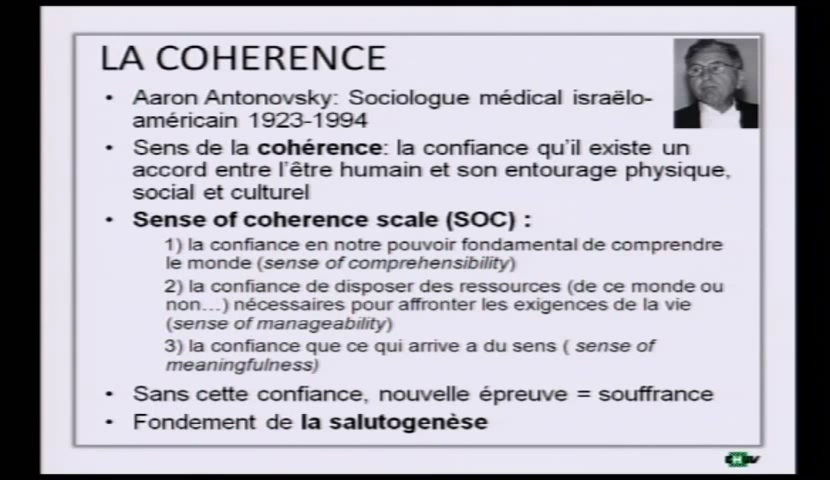 LA COHERENCE
• Aaron Antonovsky: Sociologue médical israëlo-
américain 1923-1994
• Sens de la cohérence: la confiance qu'il existe un
accord entre l'être humain et son entourage physique,
social et culturel
• Sense of coherence scale (SOC) :
1) la confiance en notre pouvoir fondamental de comprendre
le monde (sense of comprehensibility)
2) la confiance de disposer des ressources (de ce monde ou
non…) nécessaires pour affronter les exigences de la vie
(sense of manageability)
3) la confiance que ce qui arrive a du sens ( sense of
meaningfulness)
• Sans cette confiance, nouvelle épreuve = souffrance
• Fondement de la salutogenèse